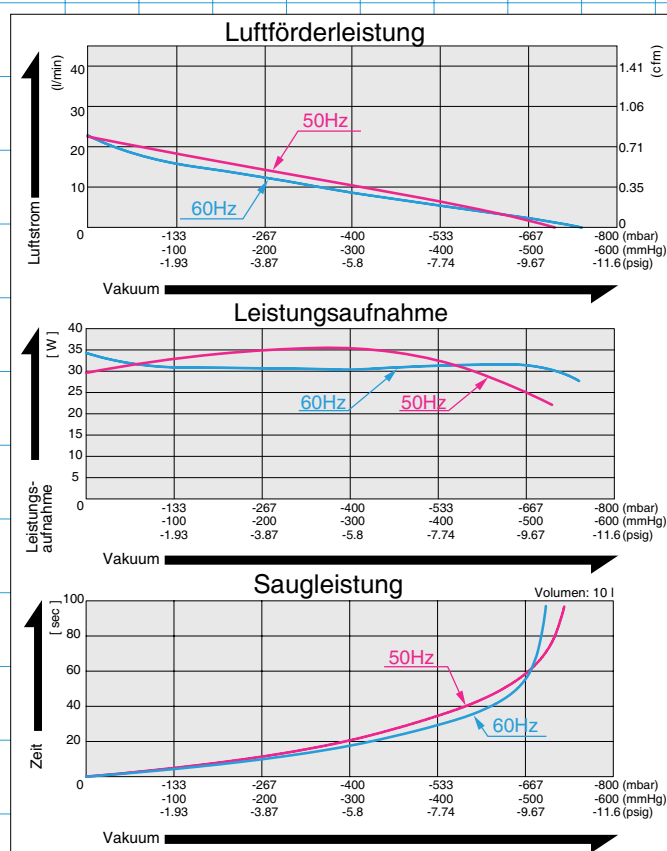 Luftförderleistung
(l/min)
(cfm)
40
30
20
10
0
1.41
1.06
0.71
0.35
0
50Hz
60Hz
Luftstrom
-133 -267 -400 -533 -667 -800 (mbar)
-100 -200 -300 -400 -500 -600 (mmHg)
-1.93 -3.87 -5.8 -7.74 -9.67 -11.6 (psig)
Vakuum
Leistungsaufnahme
[ W ]
40
35
30
25
20
15
10
5
0
60Hz
50Hz
Leistungs-
aufnahme
-133 -267 -400 -533 -667 -800 (mbar)
-100 -200 -300 -400 -500 -600 (mmHg)
-1.93 -3.87 -5.8 -7.74 -9.67 -11.6 (psig)
Vakuum
Saugleistung
Volumen: 10 l
[ sec ]
100
80
60
40
20
0
50Hz
60Hz
Zeit
-133 -267 -400 -533 -667 -800 (mbar)
-100 -200 -300 -400 -500 -600 (mmHg)
-1.93 -3.87 -5.8 -7.74 -9.67 -11.6 (psig)
Vakuum